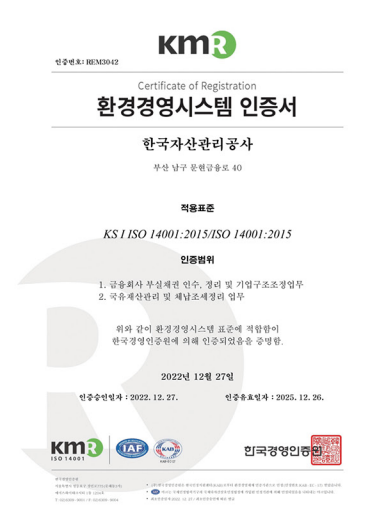 KMR
인증번호: REM3042
Certificate of Registration
환경경영시스템 인증서
한국자산관리공사
부산 남구 문현금융로 40
적용표준
KS I ISO 14001:2015/ISO 14001:2015
인증범위
1. 금융회사 부실채권 인수, 정리 및 기업구조조정업무
2. 국유재산관리 및 체납조세정리 업무
위와 같이 환경경영시스템 표준에 적합함이
한국경영인증원에 의해 인증되었음을 증명함.
2022년 12월 27일
인증승인일자 : 2022. 12. 27.
인증유효일자 : 2025. 12. 26.
KMR
ISO 14001
IAF
KAB
한국경영인증원